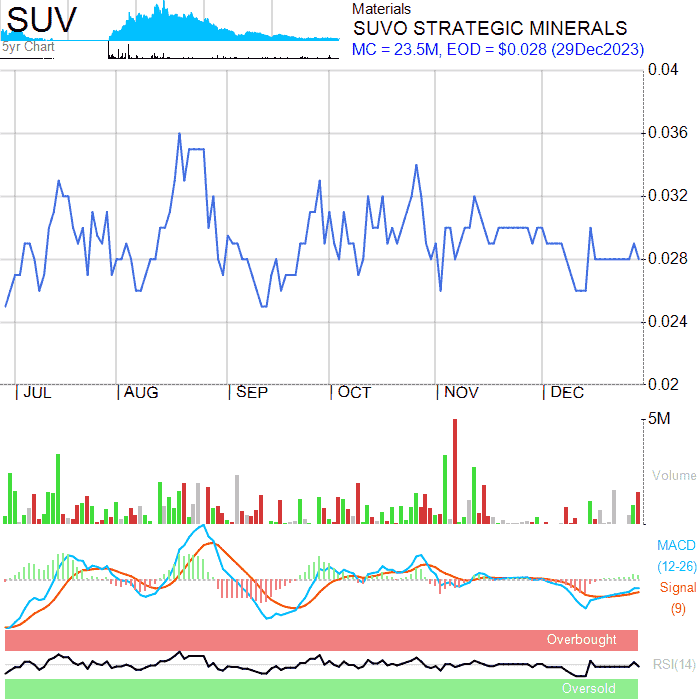 SUV
5yr Chart
Materials
SUVO STRATEGIC MINERALS
MC = 23.5M, EOD = $0.028 (29Dec2023)
0.04
0.036
0.032
0.028
0.024
0.02
JUL AUG SEP OCT NOV DEC
5M
Volume
MACD
(12-26)
Signal
(9)
Overbought
RSI(14)
Oversold